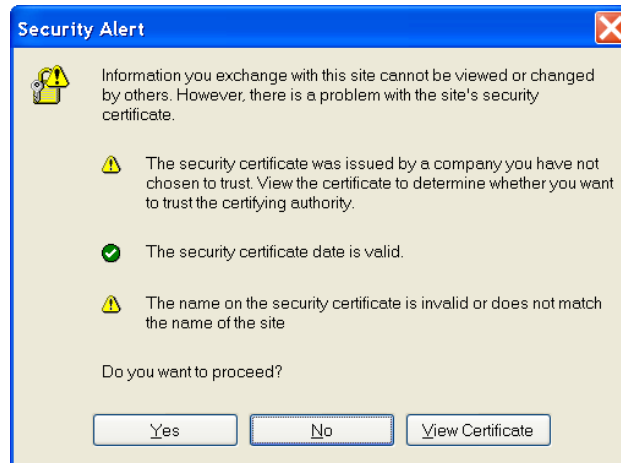 Security Alert
Information you exchange with this site cannot be viewed or changed
by others. However, there is a problem with the site's security
certificate.
The security certificate was issued by a company you have not
chosen to trust. View the certificate to determine whether you want
to trust the certifying authority.
The security certificate date is valid.
The name on the security certificate is invalid or does not match
the name of the site
Do you want to proceed?
Yes No View Certificate